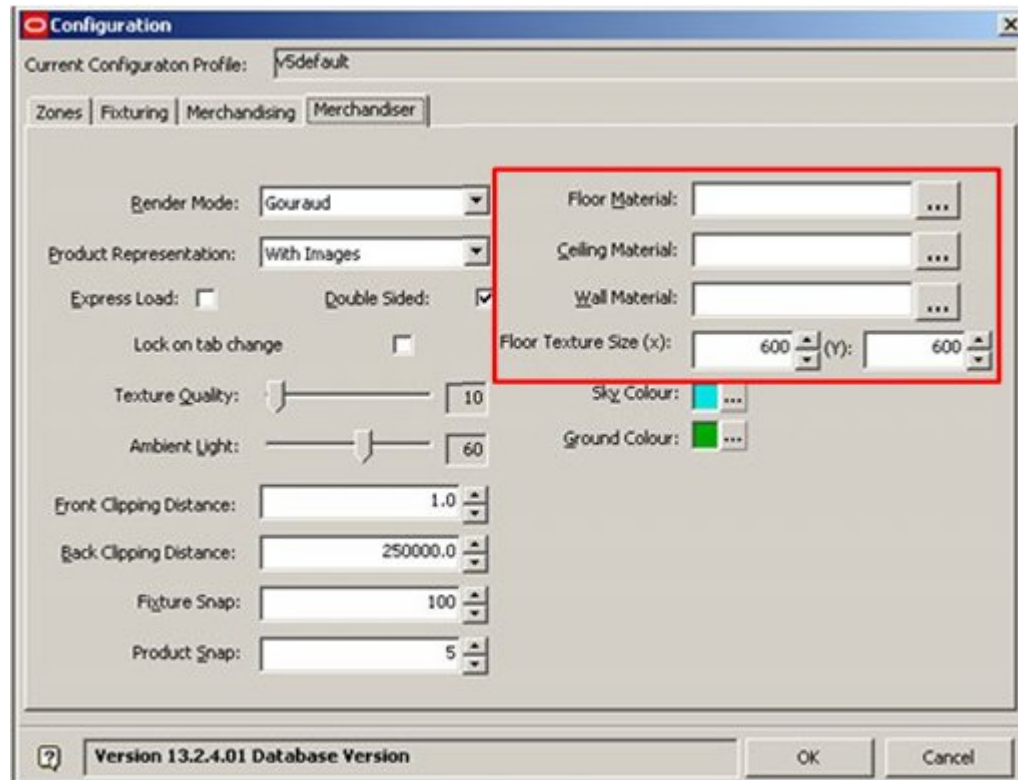 Configuration
Current Configuraton Profile: v5default
Zones Fixturing Merchandising Merchandiser
Render Mode: Gouraud
Product Representation: With Images
Express Load: Double Sided:
Lock on tab change
Texture Quality: 10
Ambient Light: 60
Front Clipping Distance: 1.0
Back Clipping Distance: 250000.0
Fixture Snap: 100
Product Snap: 5
Floor Material: ...
Ceiling Material: ...
Wall Material: ...
Floor Texture Size (x): 600 (Y): 600
Sky Colour: ...
Ground Colour: ...
Version 13.2.4.01 Database Version
OK Cancel